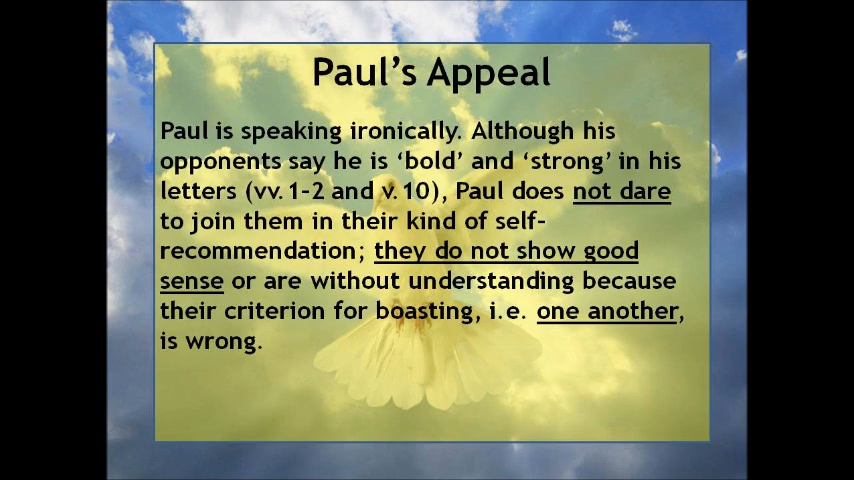 Paul’s Appeal
Paul is speaking ironically. Although his
opponents say he is ‘bold’ and ‘strong’ in his
letters (vv. 1-2 and v. 10), Paul does not dare
to join them in their kind of self-
recommendation; they do not show good
sense or are without understanding because
their criterion for boasting, i.e. one another,
is wrong.